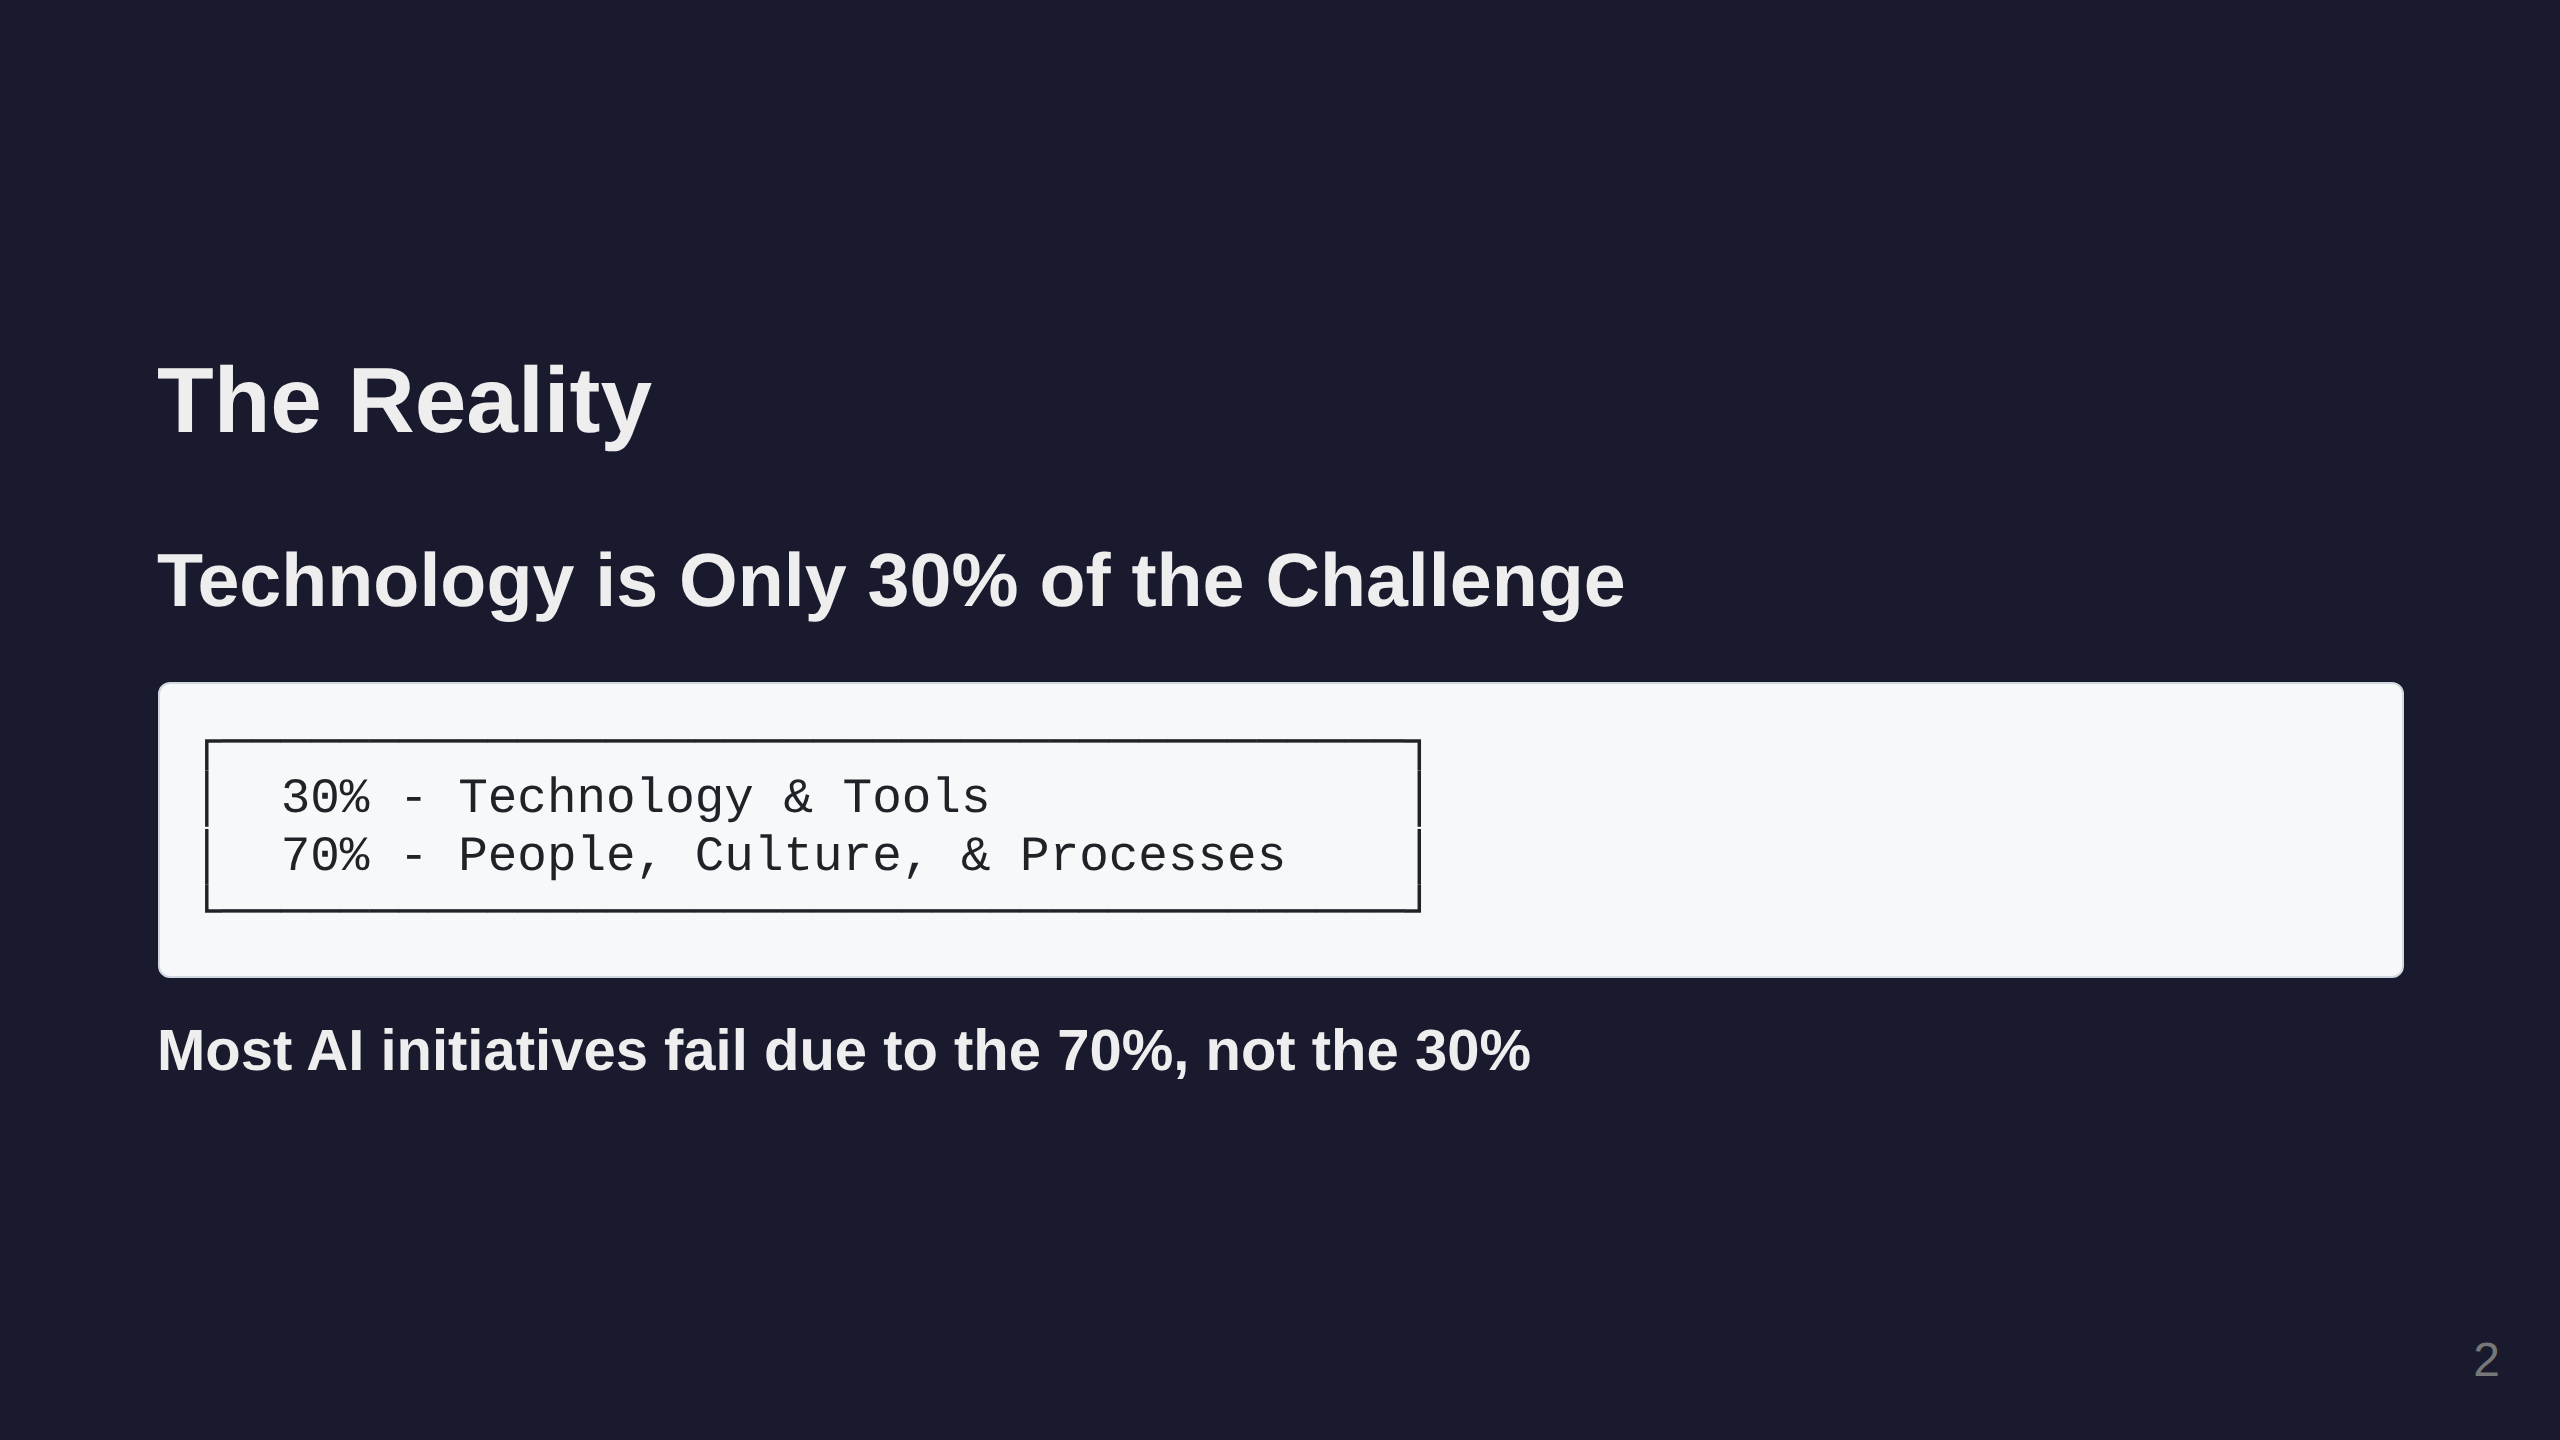 The Reality
Technology is Only 30% of the Challenge
30% - Technology & Tools
70% - People, Culture, & Processes
Most AI initiatives fail due to the 70%, not the 30%
2